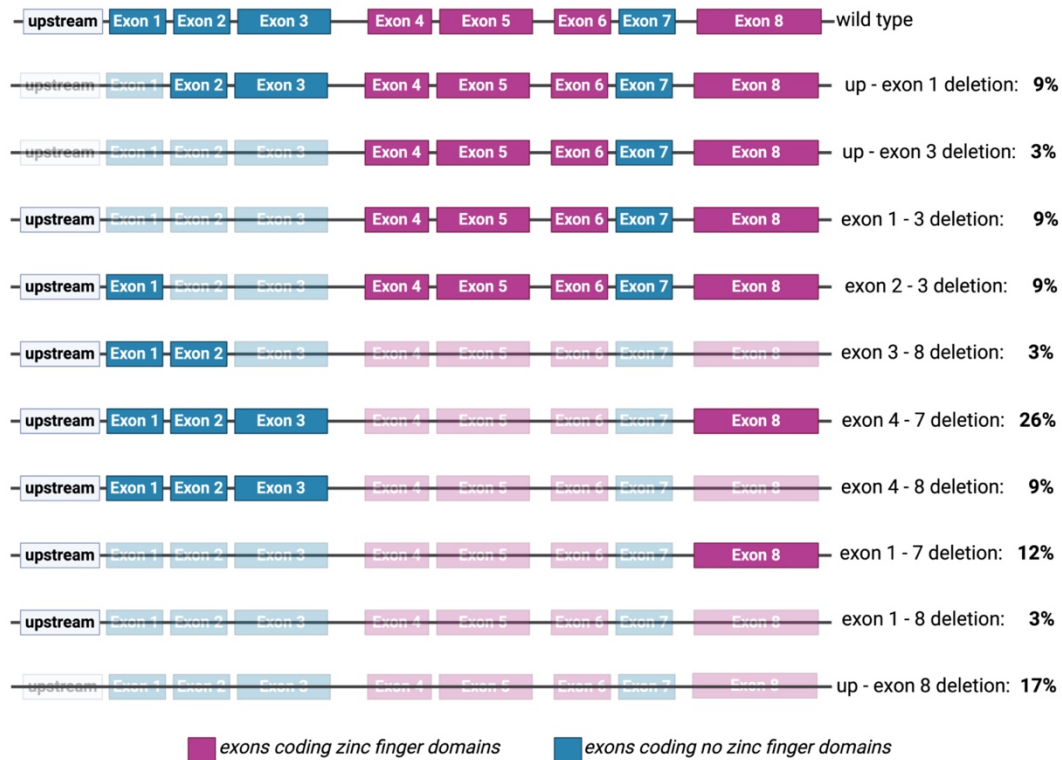 upstream Exon 1 Exon 2 Exon 3 Exon 4 Exon 5 Exon 6 Exon 7 Exon 8 wild type
upstream Exon 1 Exon 2 Exon 3 Exon 4 Exon 5 Exon 6 Exon 7 Exon 8 up - exon 1 deletion: 9%
upstream Exon 1 Exon 2 Exon 3 Exon 4 Exon 5 Exon 6 Exon 7 Exon 8 up - exon 3 deletion: 3%
upstream Exon 1 Exon 2 Exon 3 Exon 4 Exon 5 Exon 6 Exon 7 Exon 8 exon 1 - 3 deletion: 9%
upstream Exon 1 Exon 2 Exon 3 Exon 4 Exon 5 Exon 6 Exon 7 Exon 8 exon 2 - 3 deletion: 9%
upstream Exon 1 Exon 2 Exon 3 Exon 4 Exon 5 Exon 6 Exon 7 Exon 8 exon 3 - 8 deletion: 3%
upstream Exon 1 Exon 2 Exon 3 Exon 4 Exon 5 Exon 6 Exon 7 Exon 8 exon 4 - 7 deletion: 26%
upstream Exon 1 Exon 2 Exon 3 Exon 4 Exon 5 Exon 6 Exon 7 Exon 8 exon 4 - 8 deletion: 9%
upstream Exon 1 Exon 2 Exon 3 Exon 4 Exon 5 Exon 6 Exon 7 Exon 8 exon 1 - 7 deletion: 12%
upstream Exon 1 Exon 2 Exon 3 Exon 4 Exon 5 Exon 6 Exon 7 Exon 8 exon 1 - 8 deletion: 3%
upstream Exon 1 Exon 2 Exon 3 Exon 4 Exon 5 Exon 6 Exon 7 Exon 8 up - exon 8 deletion: 17%
exons coding zinc finger domains exons coding no zinc finger domains